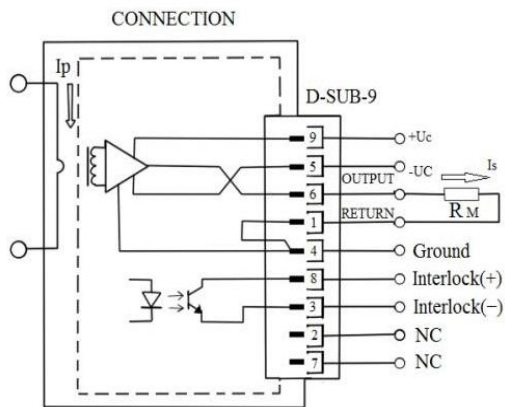 CONNECTION
Ip
D-SUB-9
9 +Uc
5 -UC
Is
6 OUTPUT
RM
1 RETURN
4 Ground
8 Interlock(+)
3 Interlock(−)
2 NC
7 NC